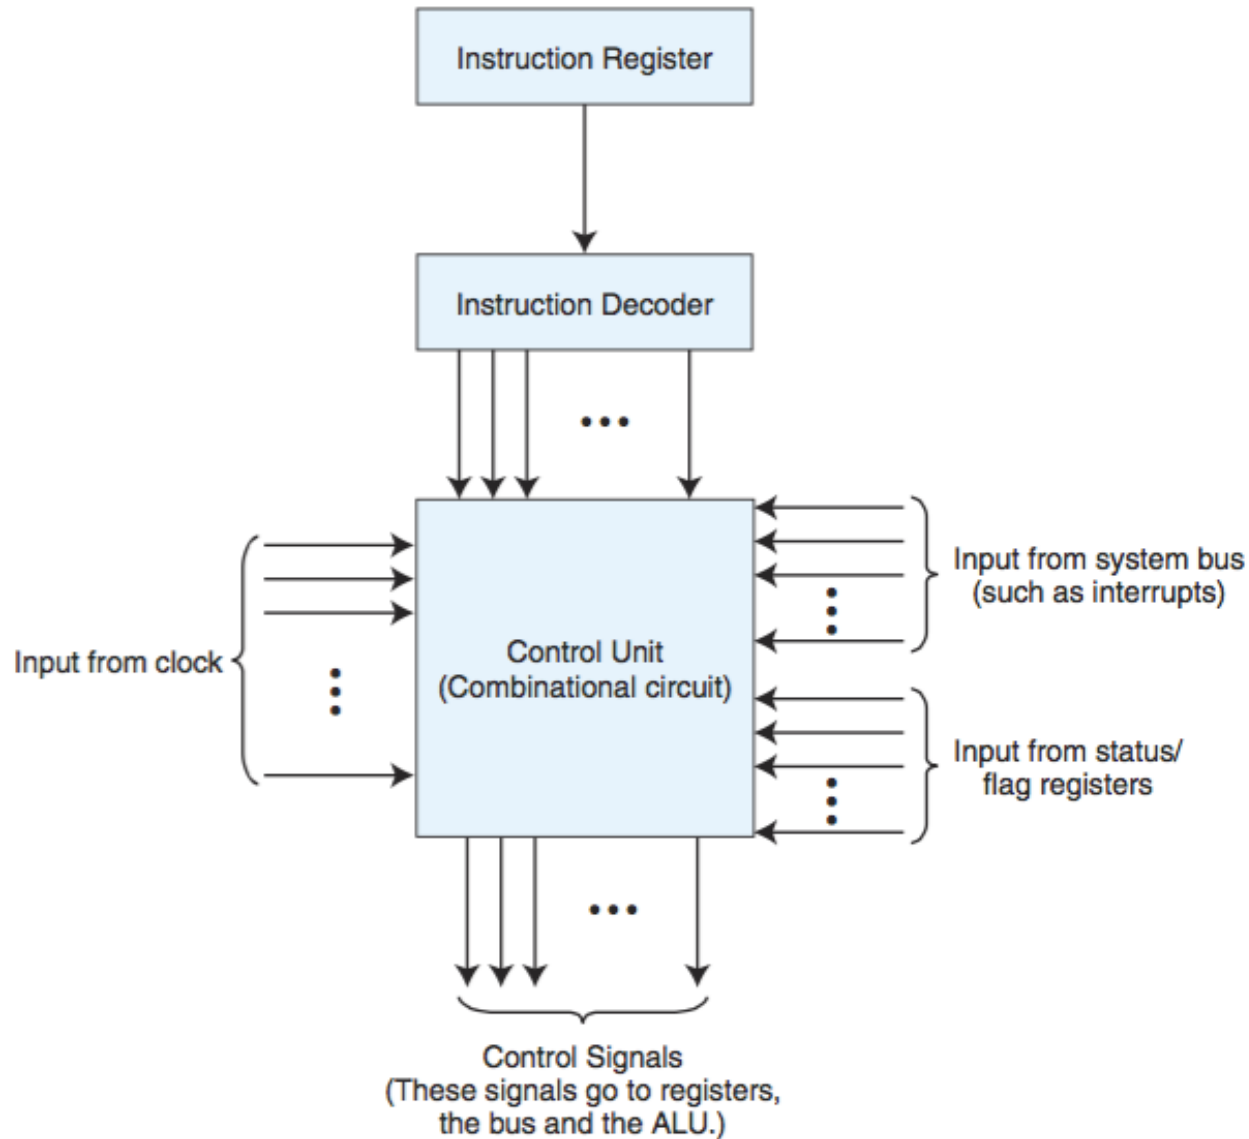 Instruction Register
Instruction Decoder
Input from system bus
(such as interrupts)
Control Unit
(Combinational circuit)
Input from clock
Input from status/
flag registers
Control Signals
(These signals go to registers,
the bus and the ALU.)